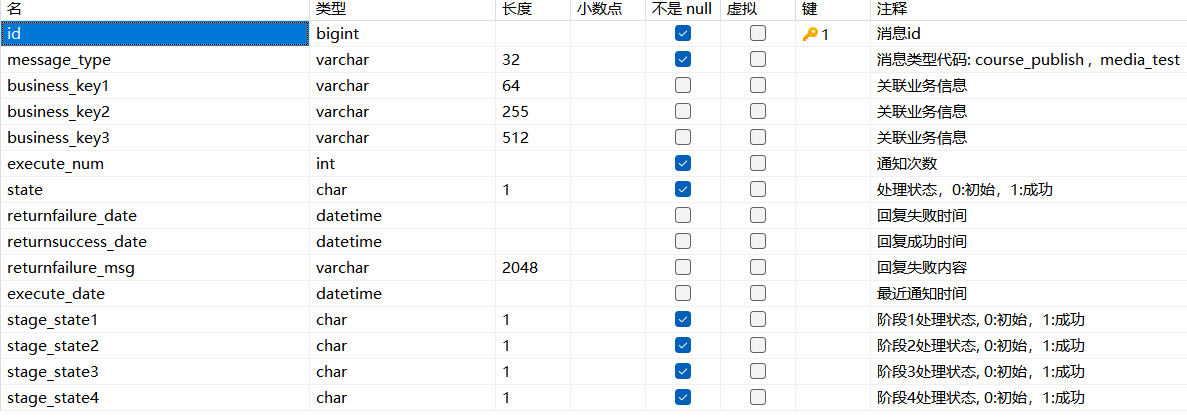 名 类型 长度 小数点 不是 null 虚拟 键 注释
id bigint 1 消息id
message_type varchar 32 消息类型代码: course_publish , media_test
business_key1 varchar 64 关联业务信息
business_key2 varchar 255 关联业务信息
business_key3 varchar 512 关联业务信息
execute_num int 通知次数
state char 1 处理状态，0:初始，1:成功
returnfailure_date datetime 回复失败时间
returnsuccess_date datetime 回复成功时间
returnfailure_msg varchar 2048 回复失败内容
execute_date datetime 最近通知时间
stage_state1 char 1 阶段1处理状态, 0:初始，1:成功
stage_state2 char 1 阶段2处理状态, 0:初始，1:成功
stage_state3 char 1 阶段3处理状态, 0:初始，1:成功
stage_state4 char 1 阶段4处理状态, 0:初始，1:成功